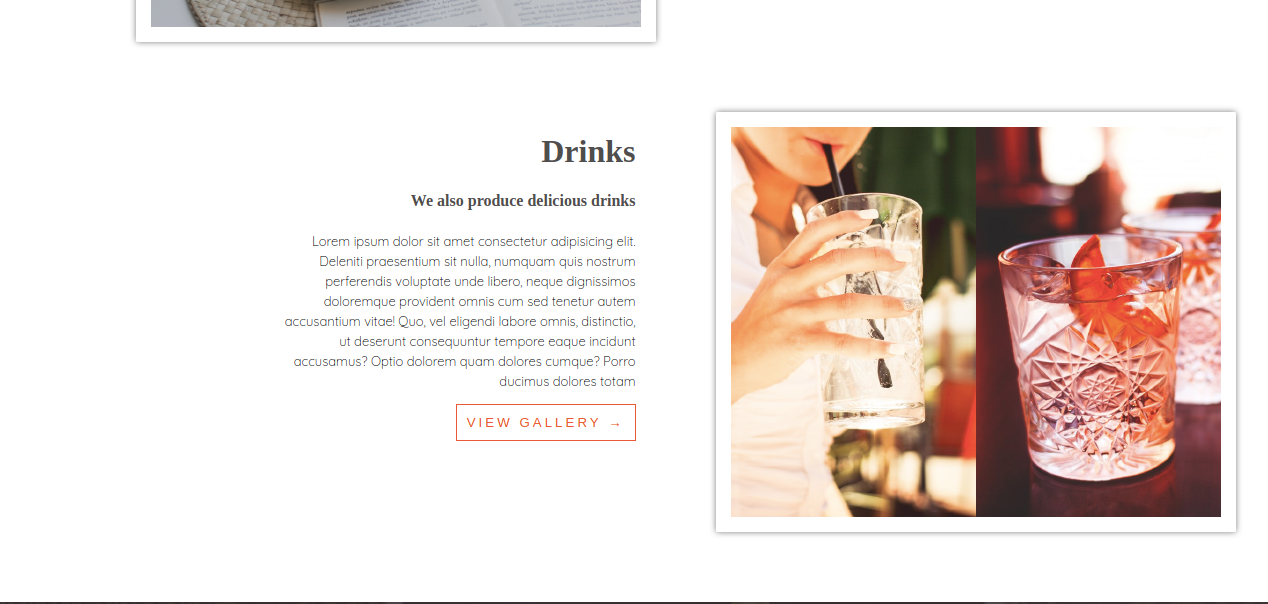 Drinks
We also produce delicious drinks
Lorem ipsum dolor sit amet consectetur adipisicing elit.
Deleniti praesentium sit nulla, numquam quis nostrum
perferendis voluptate unde libero, neque dignissimos
doloremque provident omnis cum sed tenetur autem
accusantium vitae! Quo, vel eligendi labore omnis, distinctio,
ut deserunt consequuntur tempore eaque incidunt
accusamus? Optio dolorem quam dolores cumque? Porro
ducimus dolores totam
VIEW GALLERY →